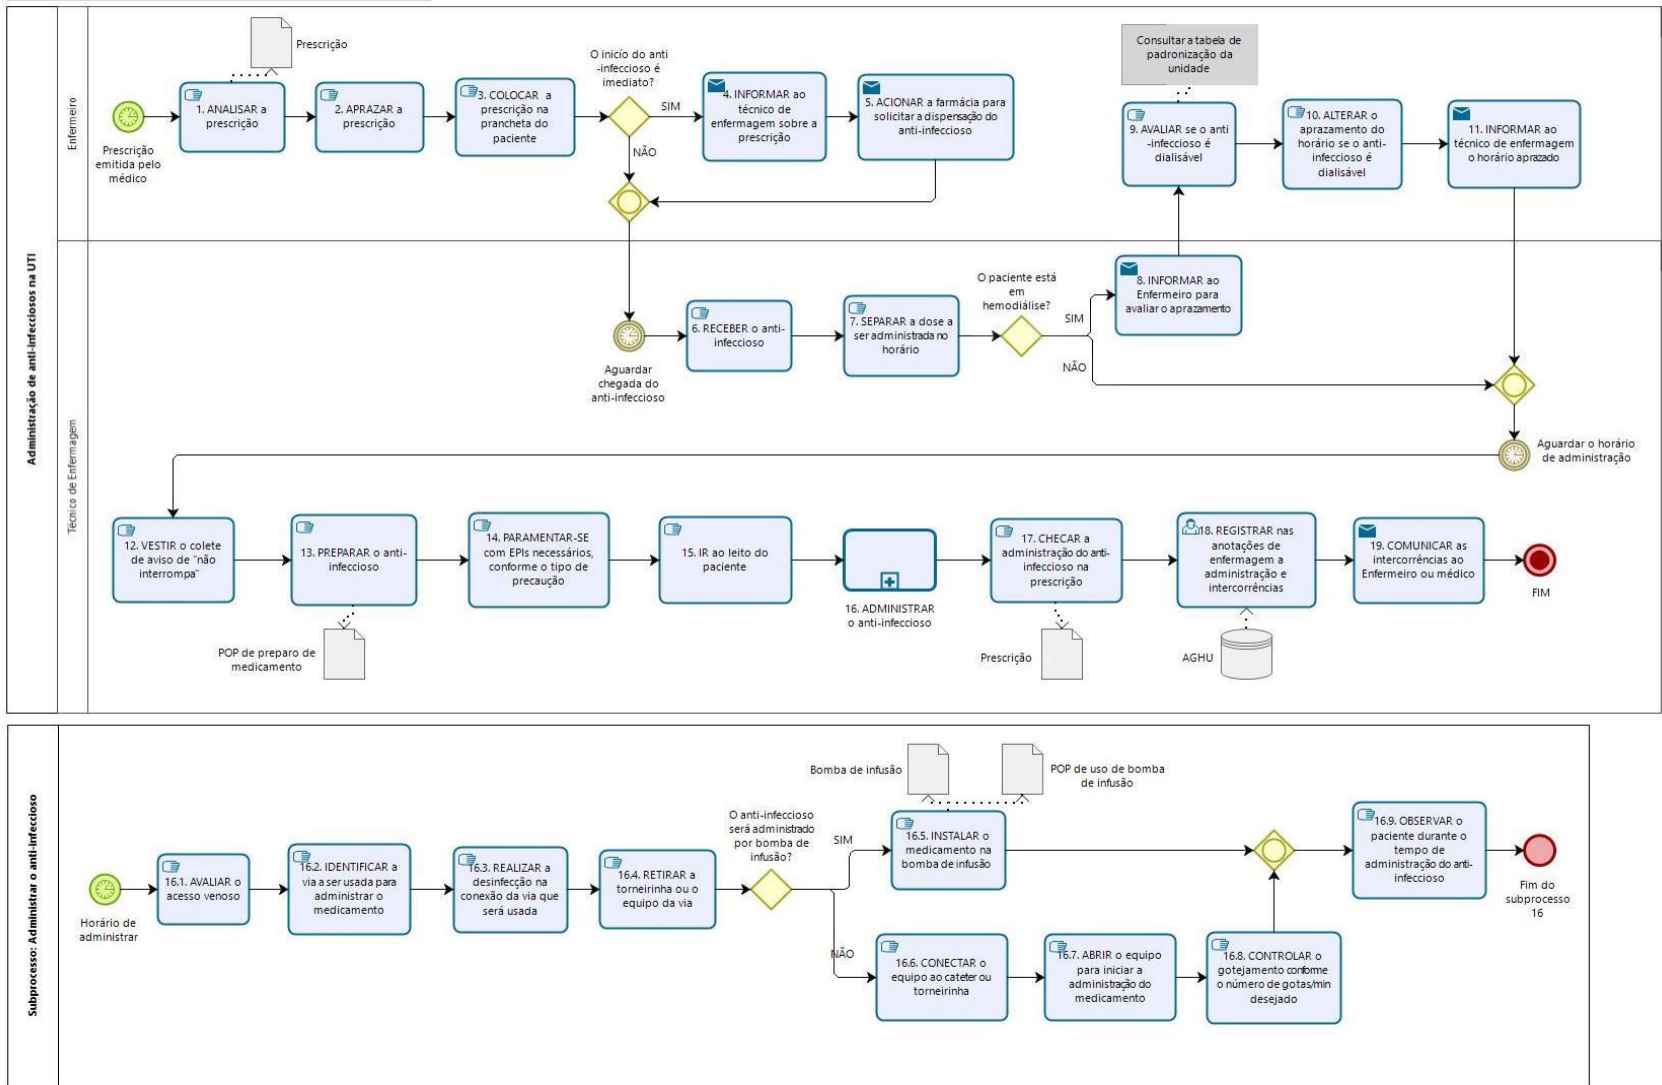 Administração de anti-infecciosos na UTI
Enfermeiro
Prescrição
emitida pelo
médico
1. ANALISAR a
prescrição
Prescrição
2. APRAZAR a
prescrição
3. COLOCAR a
prescrição na
prancheta do
paciente
O inicío do anti
-infeccioso é
imediato?
SIM
NÃO
4. INFORMAR ao
técnico de
enfermagem sobre a
prescrição
5. ACIONAR a farmácia para
solicitar a dispensação do
anti-infeccioso
Consultar a tabela de
padronização da
unidade
9. AVALIAR se o anti
-infeccioso é
dialisável
10. ALTERAR o
aprazamento do
horário se o anti-
infeccioso é
dialisável
11. INFORMAR ao
técnico de enfermagem
o horário aprazado
Técnico de Enfermagem
Aguardar
chegada do
anti-infeccioso
6. RECEBER o anti-
infeccioso
7. SEPARAR a dose a
ser administrada no
horário
O paciente está
em
hemodiálise?
SIM
NÃO
8. INFORMAR ao
Enfermeiro para
avaliar o aprazamento
Aguardar o horário
de administração
12. VESTIR o colete
de aviso de "não
interrompa"
13. PREPARAR o anti-
infeccioso
POP de preparo de
medicamento
14. PARAMENTAR-SE
com EPIs necessários,
conforme o tipo de
precaução
15. IR ao leito do
paciente
16. ADMINISTRAR
o anti-infeccioso
17. CHECAR a
administração do anti-
infeccioso na
prescrição
Prescrição
18. REGISTRAR nas
anotações de
enfermagem a
administração e
intercorrências
AGHU
19. COMUNICAR as
intercorrências ao
Enfermeiro ou médico
FIM
Subprocesso: Administrar o anti-infeccioso
Horário de
administrar
16.1. AVALIAR o
acesso venoso
16.2. IDENTIFICAR a
via a ser usada para
administrar o
medicamento
16.3. REALIZAR a
desinfecção na
conexão da via que
será usada
16.4. RETIRAR a
torneirinha ou o
equipo da via
O anti-infeccioso
será administrado
por bomba de
infusão?
SIM
NÃO
Bomba de infusão
POP de uso de bomba
de infusão
16.5. INSTALAR o
medicamento na
bomba de infusão
16.6. CONECTAR o
equipo ao cateter ou
torneirinha
16.7. ABRIR o equipo
para iniciar a
administração do
medicamento
16.8. CONTROLAR o
gotejamento conforme
o número de gotas/min
desejado
16.9. OBSERVAR o
paciente durante o
tempo de
administração do anti-
infeccioso
Fim do
subprocesso
16